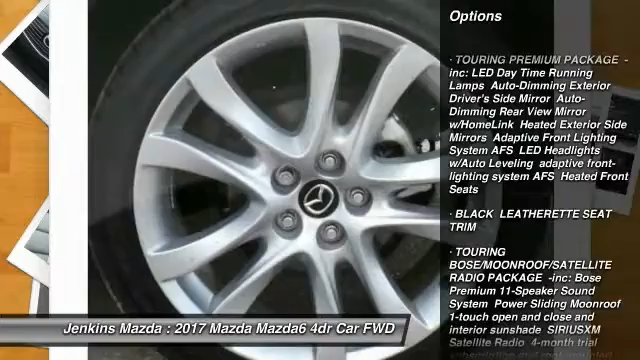 Options
· TOURING PREMIUM PACKAGE -
inc: LED Day Time Running
Lamps Auto-Dimming Exterior
Driver's Side Mirror Auto-
Dimming Rear View Mirror
w/HomeLink Heated Exterior Side
Mirrors Adaptive Front Lighting
System AFS LED Headlights
w/Auto Leveling adaptive front-
lighting system AFS Heated Front
Seats
· BLACK LEATHERETTE SEAT
TRIM
· TOURING
BOSE/MOONROOF/SATELLITE
RADIO PACKAGE -inc: Bose
Premium 11-Speaker Sound
System Power Sliding Moonroof
1-touch open and close and
interior sunshade SIRIUSXM
Satellite Radio 4-month trial
Jenkins Mazda : 2017 Mazda Mazda6 4dr Car FWD